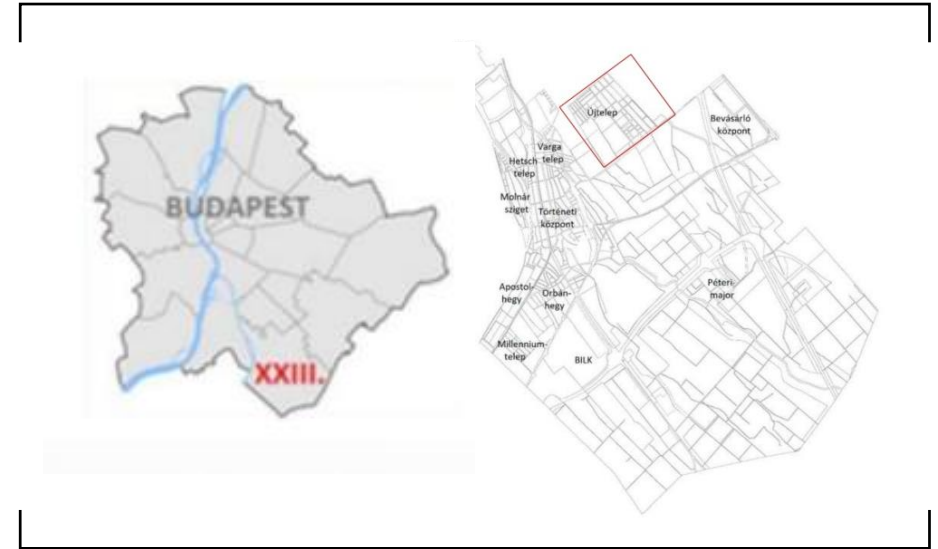 BUDAPEST
XXIII.
Újtelep
Bevásárló
központ
Varga
telep
Hetsch
telep
Molnár
sziget
Történeti
központ
Apostol-
hegy
Orbán-
hegy
Péteri-
major
Millennium-
telep
BILK